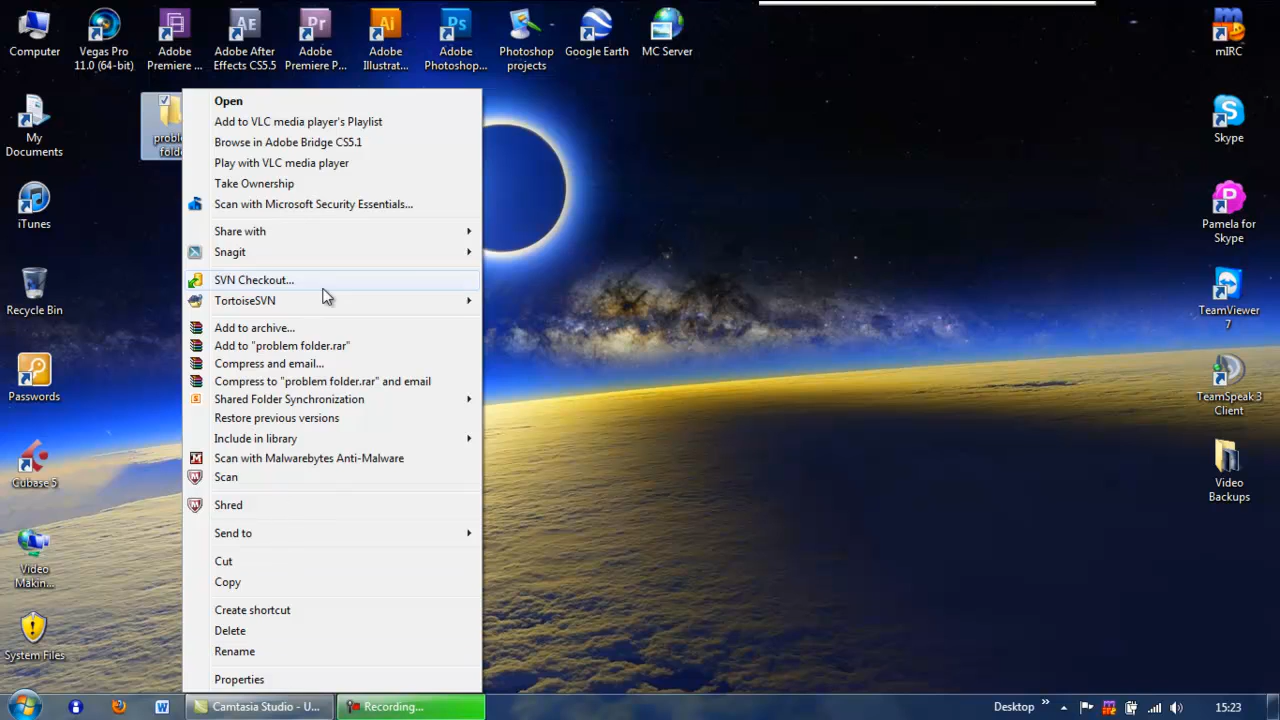 Computer
Vegas Pro
11.0 (64-bit)
Adobe
Premiere ...
Adobe After
Effects CS5.5
Adobe
Premiere P...
Adobe
Illustrat...
Adobe
Photoshop...
Photoshop
projects
Google Earth
MC Server
mIRC
My
Documents
iTunes
Recycle Bin
Passwords
Cubase 5
Video
Makin...
System Files
proble
folde
Open
Add to VLC media player's Playlist
Browse in Adobe Bridge CS5.1
Play with VLC media player
Take Ownership
Scan with Microsoft Security Essentials...
Share with
Snagit
SVN Checkout...
TortoiseSVN
Add to archive...
Add to "problem folder.rar"
Compress and email...
Compress to "problem folder.rar" and email
Shared Folder Synchronization
Restore previous versions
Include in library
Scan with Malwarebytes Anti-Malware
Scan
Shred
Send to
Cut
Copy
Create shortcut
Delete
Rename
Properties
Skype
Pamela for
Skype
TeamViewer
7
TeamSpeak 3
Client
Video
Backups
Camtasia Studio - U...
Recording...
Desktop
15:23